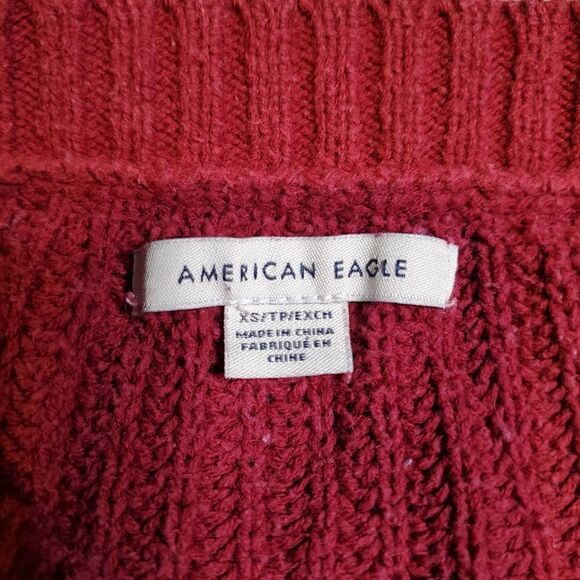 AMERICAN EAGLE
XS/TP/EXCH
MADE IN CHINA
FABRIQUÉ EN
CHINE